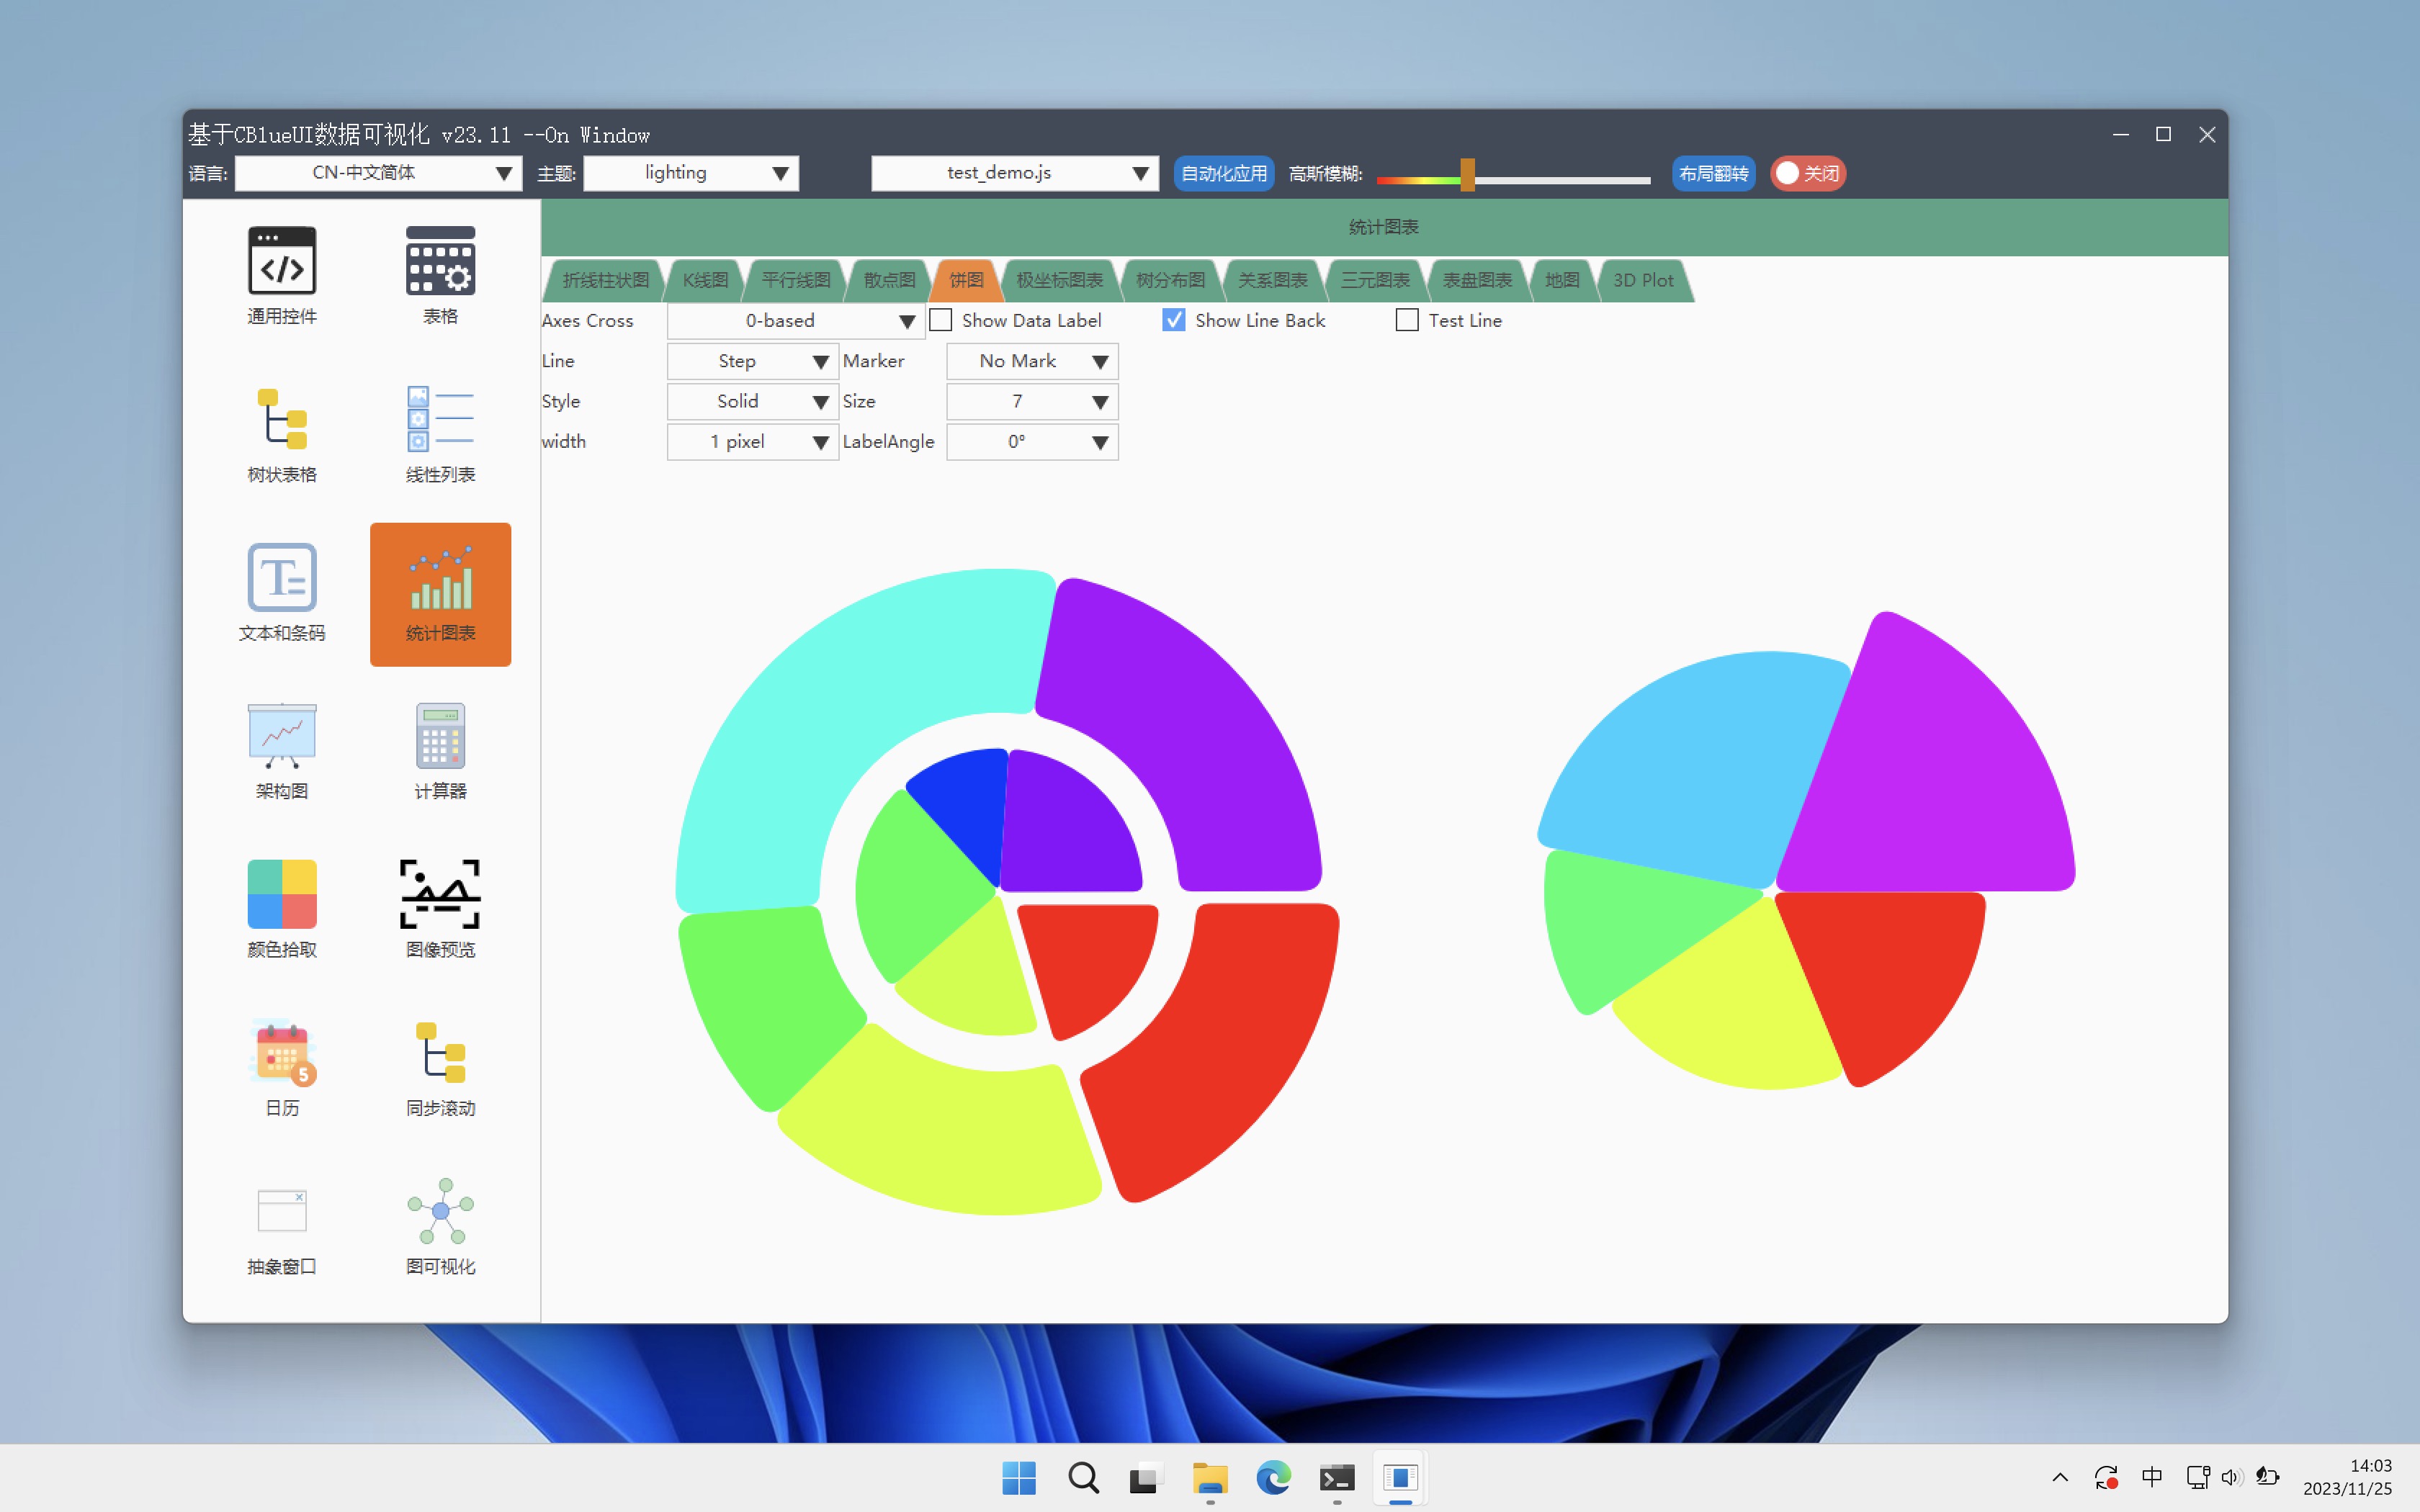 基于CBlueUI数据可视化 v23.11 --On Window
语言: CN-中文简体 主题: lighting test_demo.js 自动化应用 高斯模糊: 布局翻转 关闭
统计图表
折线柱状图 K线图 平行线图 散点图 饼图 极坐标图表 树分布图 关系图表 三元图表 表盘图表 地图 3D Plot
Axes Cross 0-based Show Data Label Show Line Back Test Line
Line Step Marker No Mark
Style Solid Size 7
width 1 pixel LabelAngle 0°
通用控件 表格
树状表格 线性列表
文本和条码 统计图表
架构图 计算器
颜色拾取 图像预览
5
日历 同步滚动
抽象窗口 图可视化
中
14:03
2023/11/25